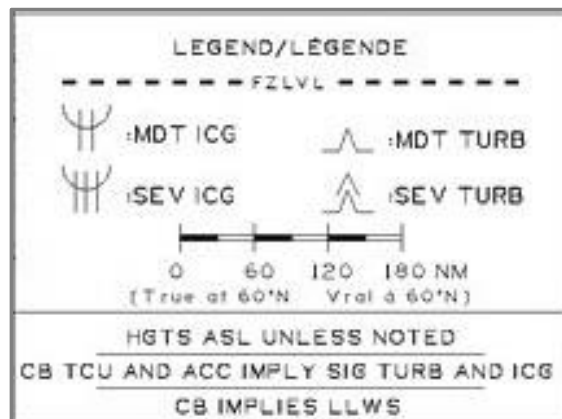 LEGEND/LÉGENDE
FZLVL
:MDT ICG :MDT TURB
:SEV ICG :SEV TURB
0 60 120 180 NM
(True at 60°N Vrai à 60°N)
HGTS ASL UNLESS NOTED
CB TCU AND ACC IMPLY SIG TURB AND ICG
CB IMPLIES LLWS